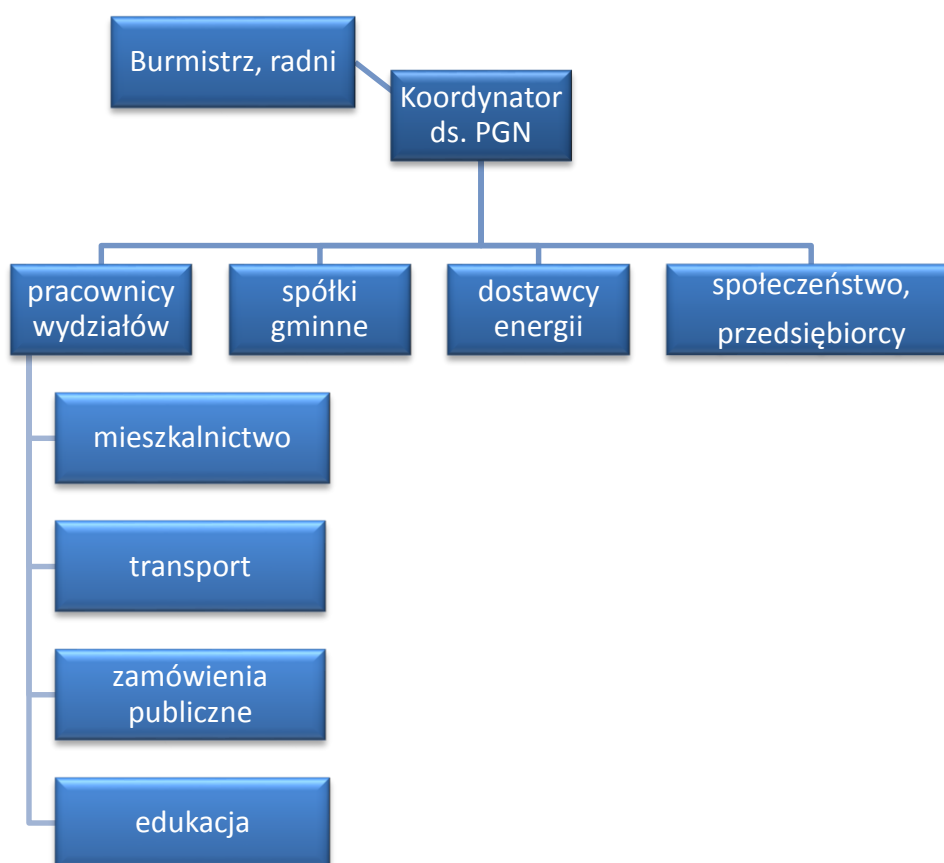 Burmistrz, radni
Koordynator
ds. PGN
pracownicy
wydziałów
spółki
gminne
dostawcy
energii
społeczeństwo,
przedsiębiorcy
mieszkalnictwo
transport
zamówienia
publiczne
edukacja